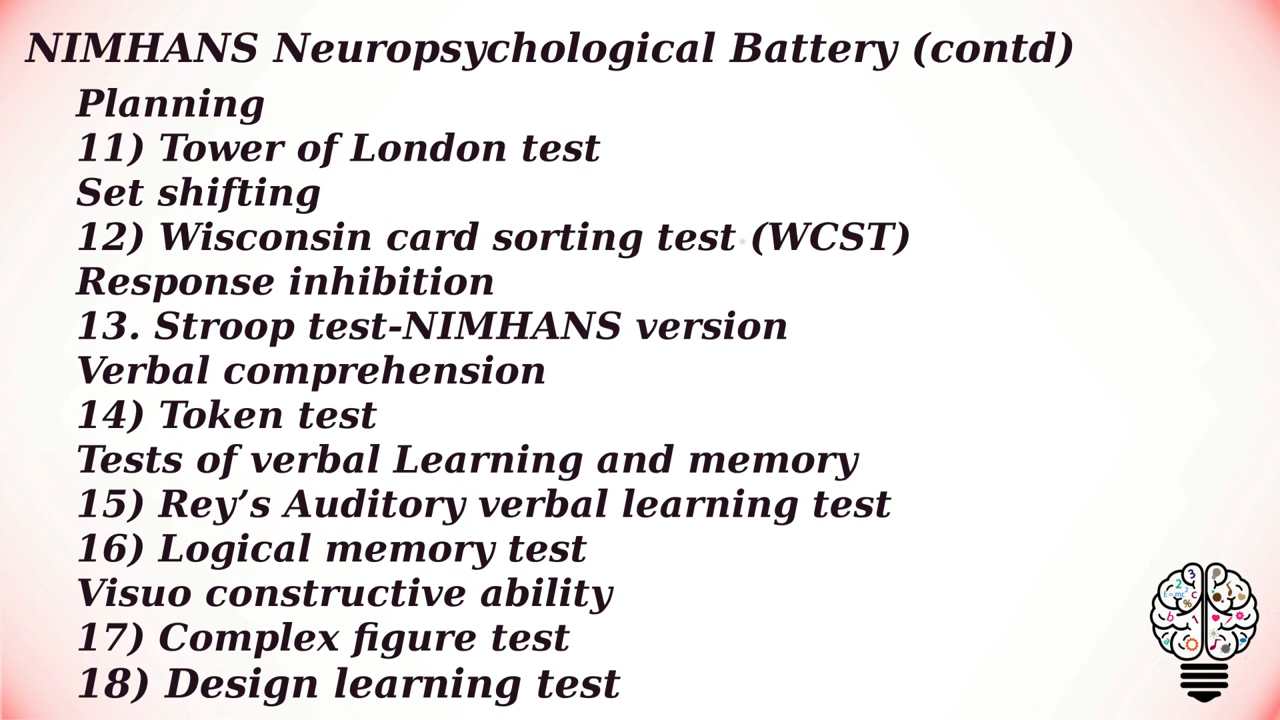 NIMHANS Neuropsychological Battery (contd)
Planning
11) Tower of London test
Set shifting
12) Wisconsin card sorting test (WCST)
Response inhibition
13. Stroop test-NIMHANS version
Verbal comprehension
14) Token test
Tests of verbal Learning and memory
15) Rey’s Auditory verbal learning test
16) Logical memory test
Visuo constructive ability
17) Complex figure test
18) Design learning test